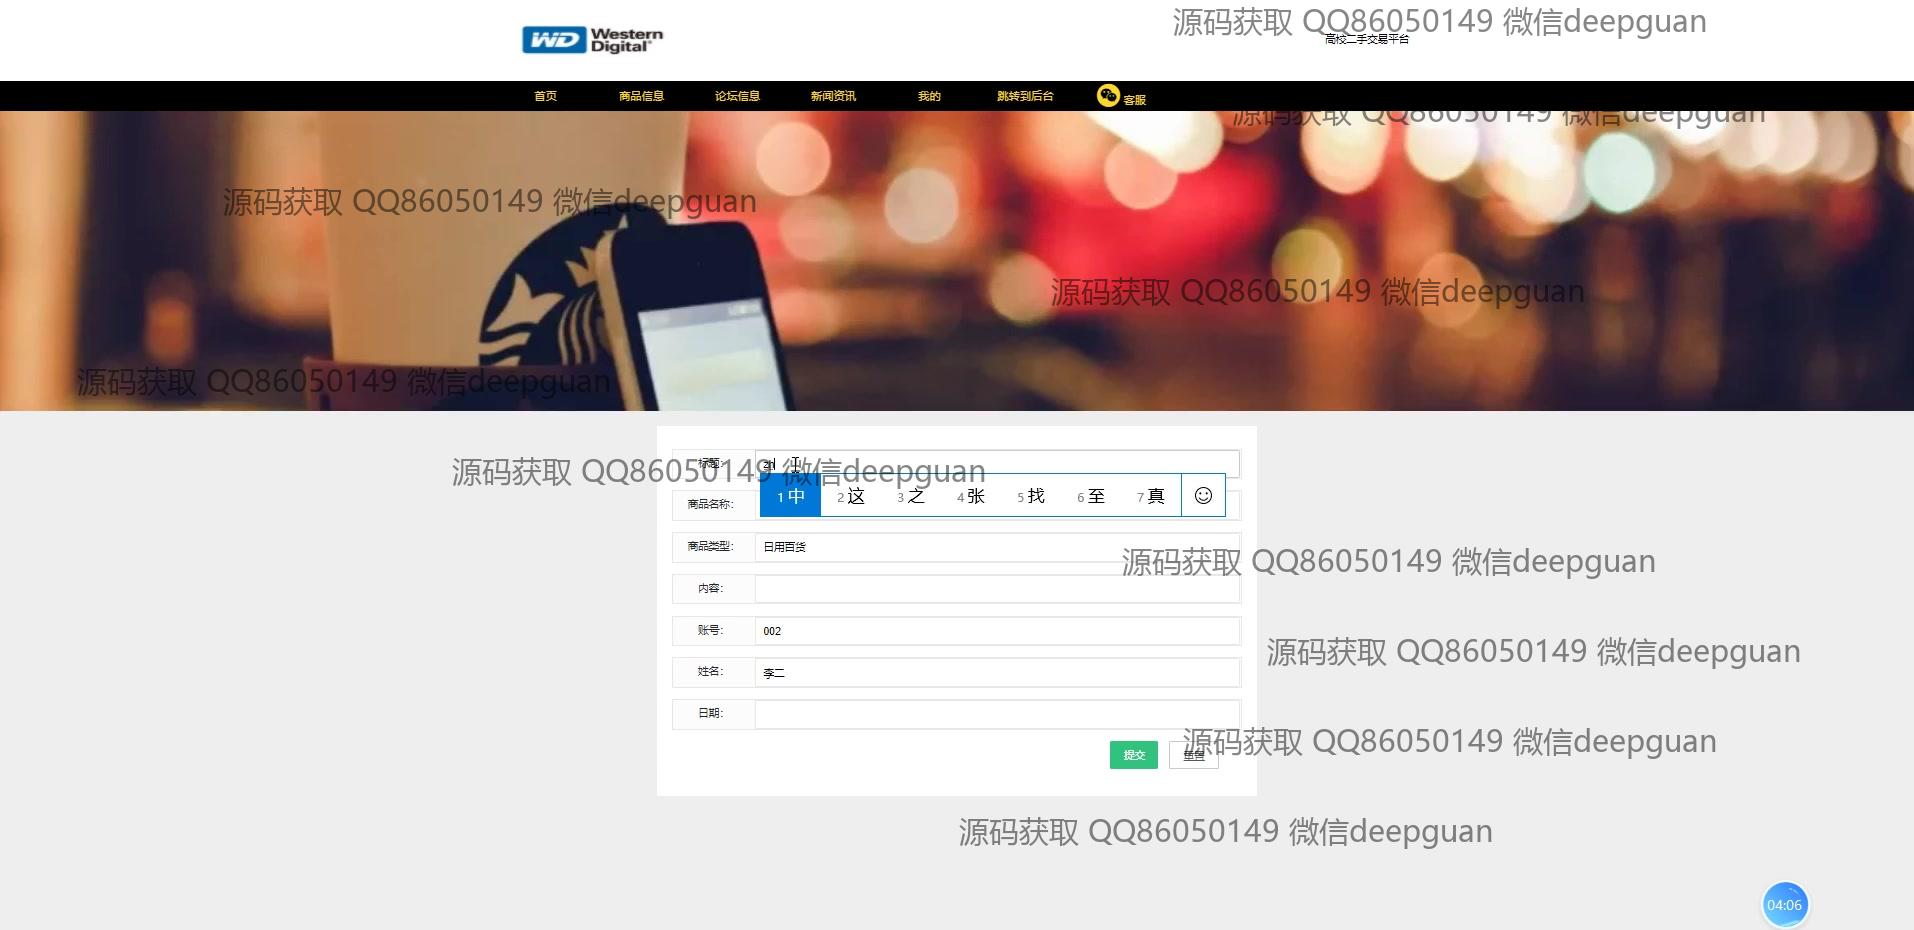 WD Western
Digital
源码获取 QQ86050149 微信deepguan
高校二手交易平台
首页 商品信息 论坛信息 新闻资讯 我的 跳转到后台 客服
源码获取 QQ86050149 微信deepguan
源码获取 QQ86050149 微信deepguan
源码获取 QQ86050149 微信deepguan
源码获取 QQ86050149 微信deepguan
标题: zh
源码获取 QQ86050149 微信deepguan
1 中 2 这 3 之 4 张 5 找 6 至 7 真
商品名称:
商品类型: 日用百货
源码获取 QQ86050149 微信deepguan
内容:
账号: 002
源码获取 QQ86050149 微信deepguan
姓名: 李二
日期:
源码获取 QQ86050149 微信deepguan
提交 重置
源码获取 QQ86050149 微信deepguan
04:06